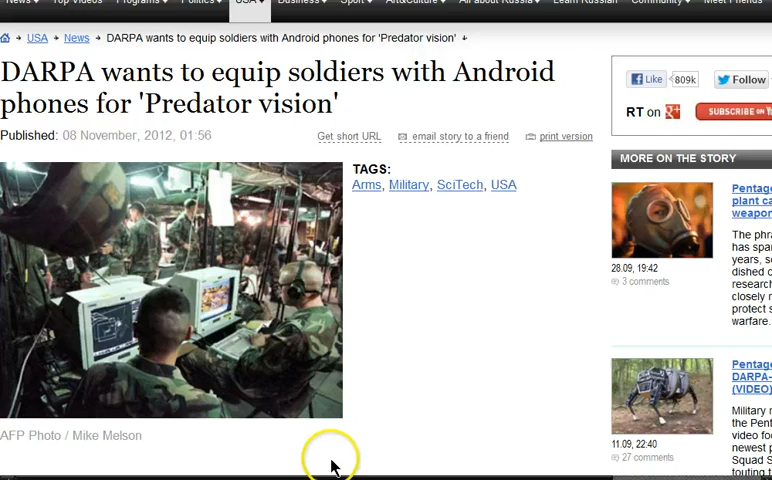 News
Top Videos
Programs
Politics
USA
Business
Sport
Art&Culture
All about Russia
Learn Russian
Community
Meet Friends
USA
News
DARPA wants to equip soldiers with Android phones for 'Predator vision'
DARPA wants to equip soldiers with Android
phones for 'Predator vision'
Published: 08 November, 2012, 01:56
Get short URL
email story to a friend
print version
TAGS:
Arms, Military, SciTech, USA
AFP Photo / Mike Melson
Like
809k
Follow
RT on
SUBSCRIBE ON
MORE ON THE STORY
Pentag
plant ca
weapor
The phra
has spar
years, so
dished o
research
closely r
protect s
warfare.
28.09, 19:42
3 comments
Pentag
DARPA-
(VIDEO)
Military r
the Pent
video fo
newest p
Squad S
touting t
11.09, 22:40
27 comments